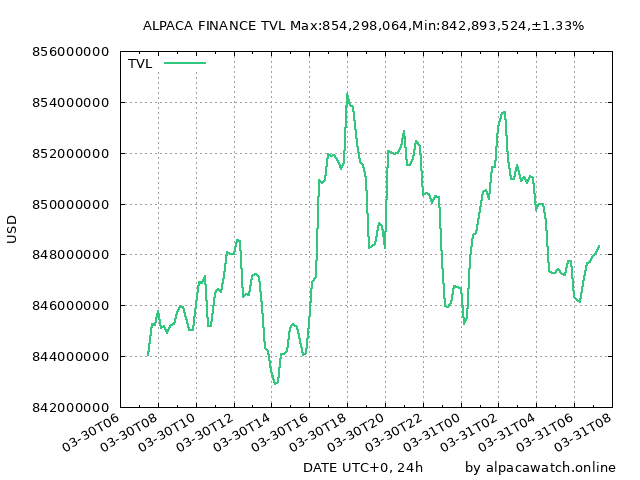 ALPACA FINANCE TVL Max:854,298,064,Min:842,893,524,±1.33%
856000000
TVL
854000000
852000000
850000000
USD
848000000
846000000
844000000
842000000
03-30T06
03-30T08
03-30T10
03-30T12
03-30T14
03-30T16
03-30T18
03-30T20
03-30T22
03-31T00
03-31T02
03-31T04
03-31T06
03-31T08
DATE UTC+0, 24h
by alpacawatch.online